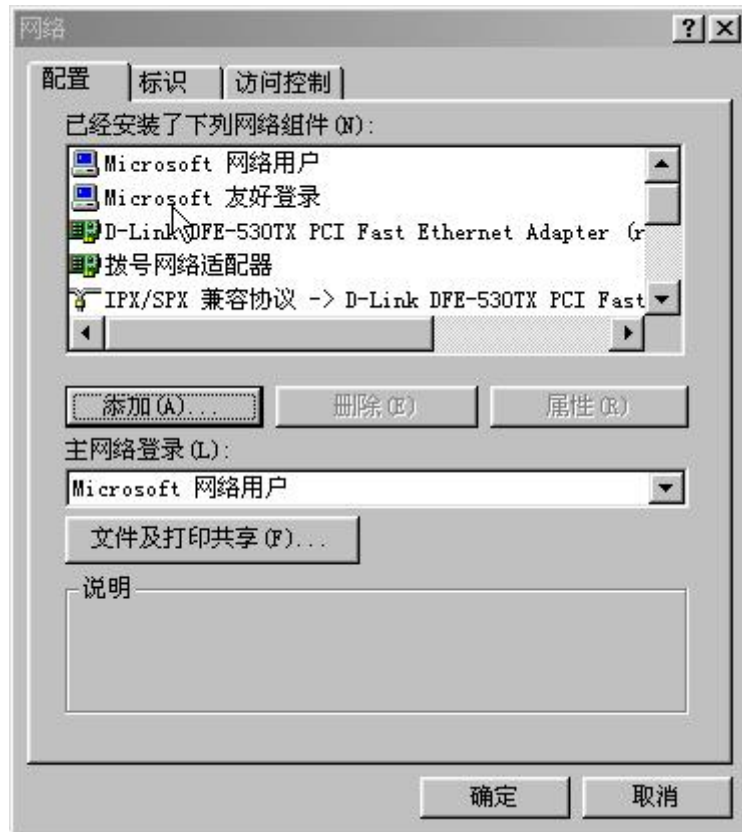 网络
配置 标识 访问控制
已经安装了下列网络组件(N):
Microsoft 网络用户
Microsoft 友好登录
D-Link DFE-530TX PCI Fast Ethernet Adapter (r
拨号网络适配器
IPX/SPX 兼容协议 -> D-Link DFE-530TX PCI Fast
添加(A)... 删除(E) 属性(R)
主网络登录(L):
Microsoft 网络用户
文件及打印共享(F)...
说明
确定 取消